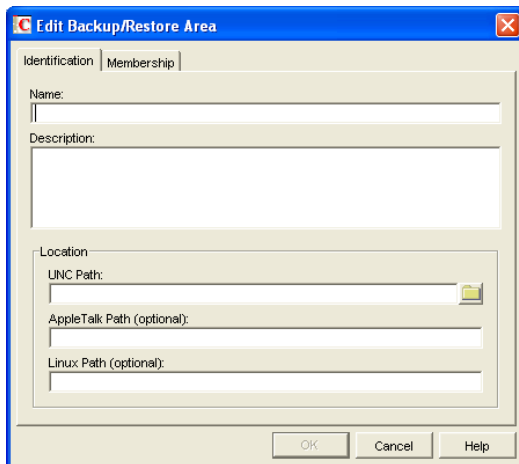 C Edit Backup/Restore Area
Identification Membership
Name:
Description:
Location
UNC Path:
AppleTalk Path (optional):
Linux Path (optional):
OK Cancel Help